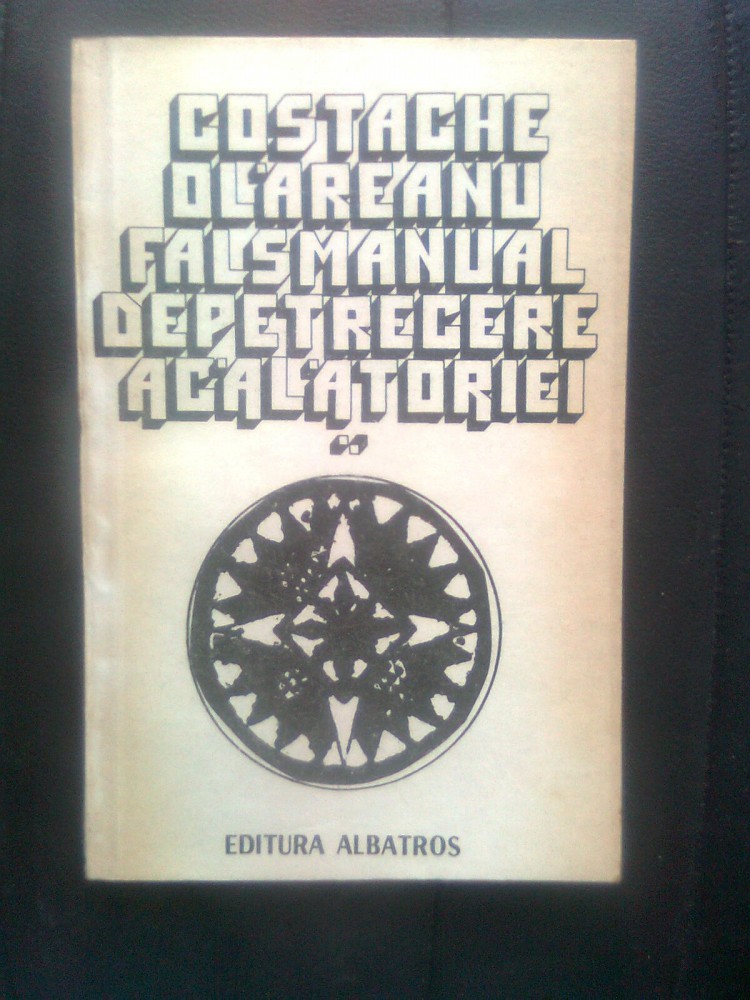 COSTACHE
OLĂREANU
FALS MANUAL
DE PETRECERE
A CĂLĂTORIEI
EDITURA ALBATROS